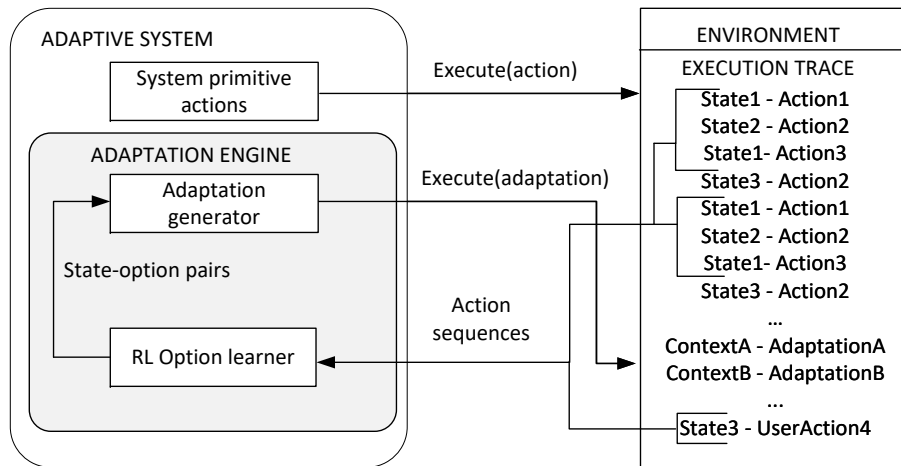 ADAPTIVE SYSTEM
System primitive
actions
ADAPTATION ENGINE
Adaptation
generator
State-option pairs
RL Option learner
Execute(action)
Execute(adaptation)
Action
sequences
ENVIRONMENT
EXECUTION TRACE
State1 - Action1
State2 - Action2
State1- Action3
State3 - Action2
State1 - Action1
State2 - Action2
State1- Action3
State3 - Action2
...
ContextA - AdaptationA
ContextB - AdaptationB
...
State3 - UserAction4